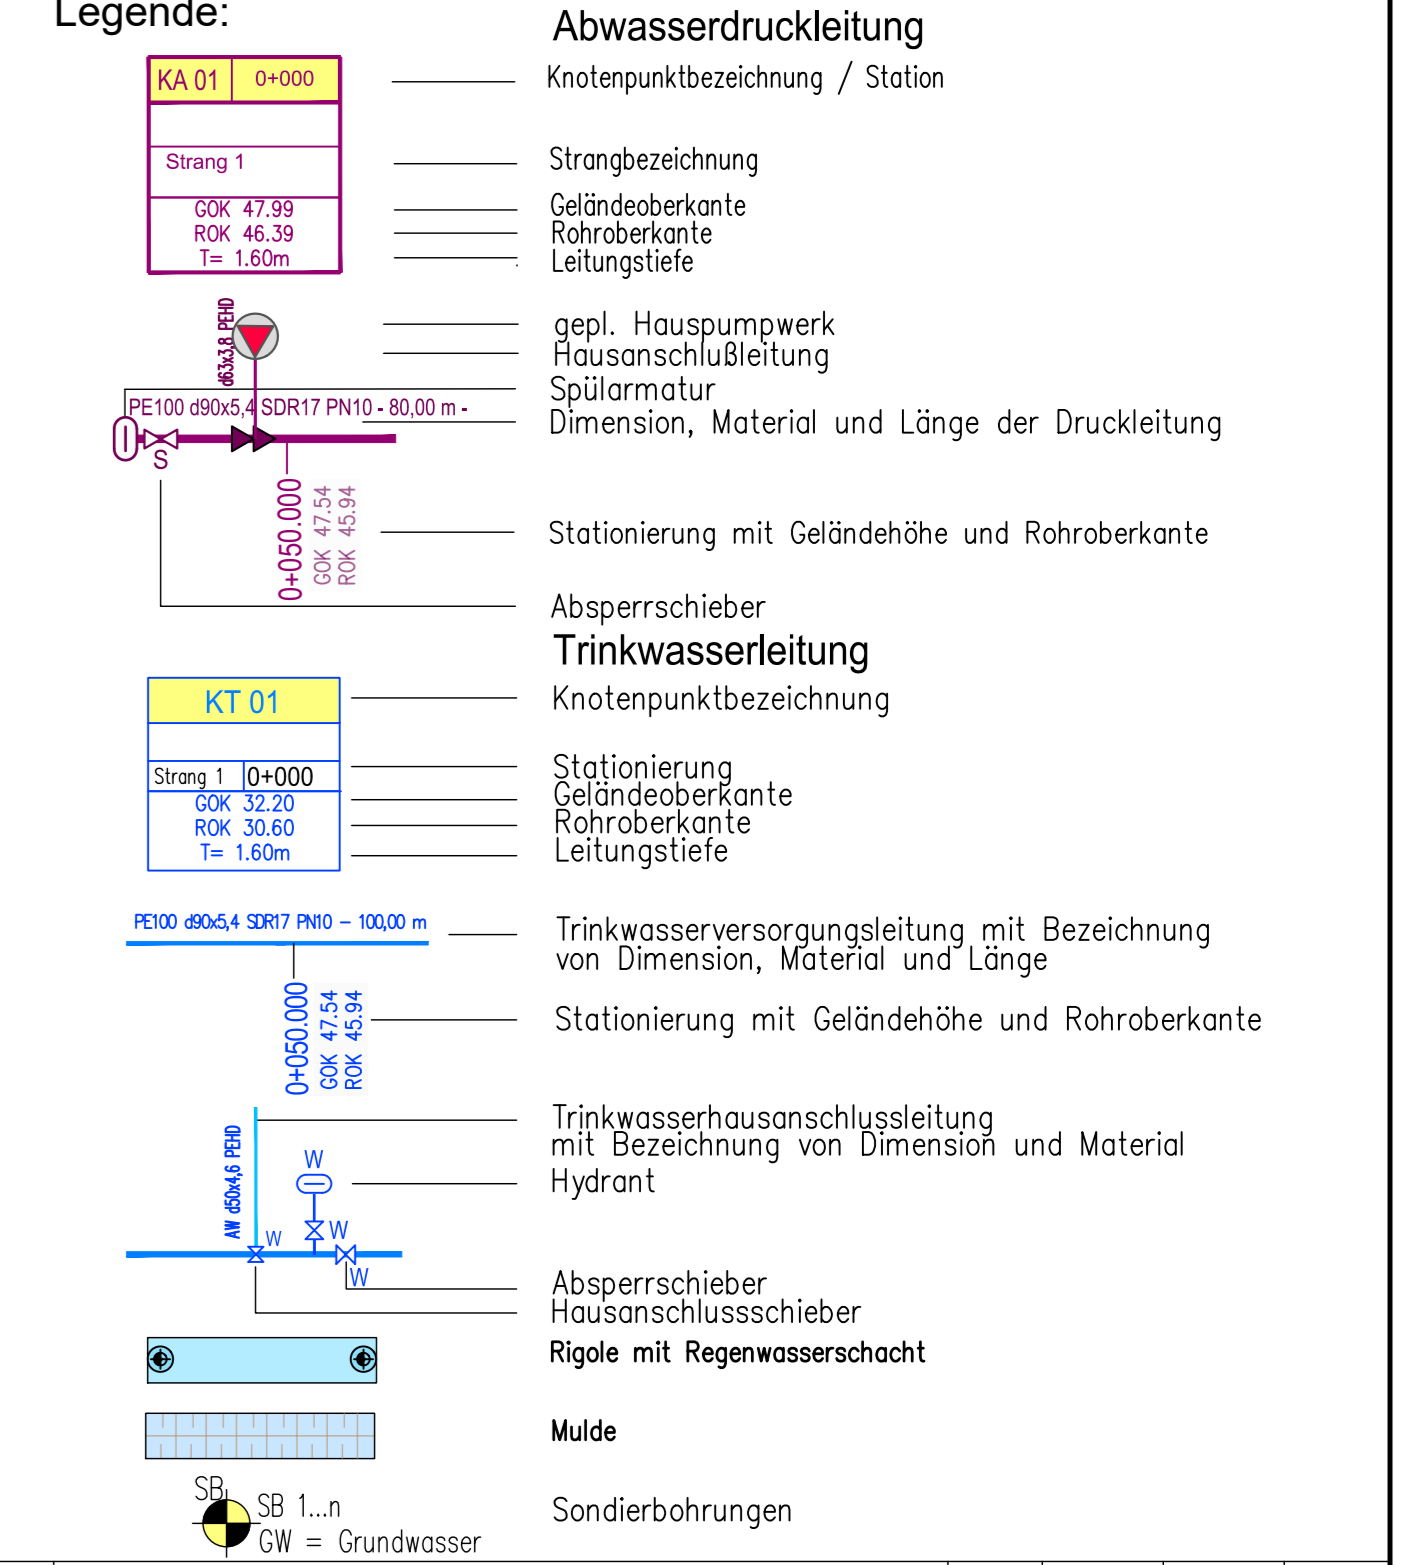 Legende:
Abwasserdruckleitung
KA 01 0+000
Knotenpunktbezeichnung / Station
Strang 1
Strangbezeichnung
GOK 47.99
Geländeoberkante
ROK 46.39
Rohroberkante
T= 1.60m
Leitungstiefe
d63x3,8 PEHD
gepl. Hauspumpwerk
Hausanschlußleitung
Spülarmatur
PE100 d90x5,4 SDR17 PN10 - 80,00 m -
Dimension, Material und Länge der Druckleitung
S
0+050.000
GOK 47.54
ROK 45.94
Stationierung mit Geländehöhe und Rohroberkante
Absperrschieber
Trinkwasserleitung
KT 01
Knotenpunktbezeichnung
Strang 1 0+000
Stationierung
GOK 32.20
Geländeoberkante
ROK 30.60
Rohroberkante
T= 1.60m
Leitungstiefe
PE100 d90x5,4 SDR17 PN10 – 100,00 m
Trinkwasserversorgungsleitung mit Bezeichnung
von Dimension, Material und Länge
0+050.000
GOK 47.54
ROK 45.94
Stationierung mit Geländehöhe und Rohroberkante
AW d50x4,6 PEHD
Trinkwasserhausanschlussleitung
mit Bezeichnung von Dimension und Material
W
Hydrant
W
W
W
Absperrschieber
Hausanschlussschieber
Rigole mit Regenwasserschacht
Mulde
SB
SB 1...n
GW = Grundwasser
Sondierbohrungen